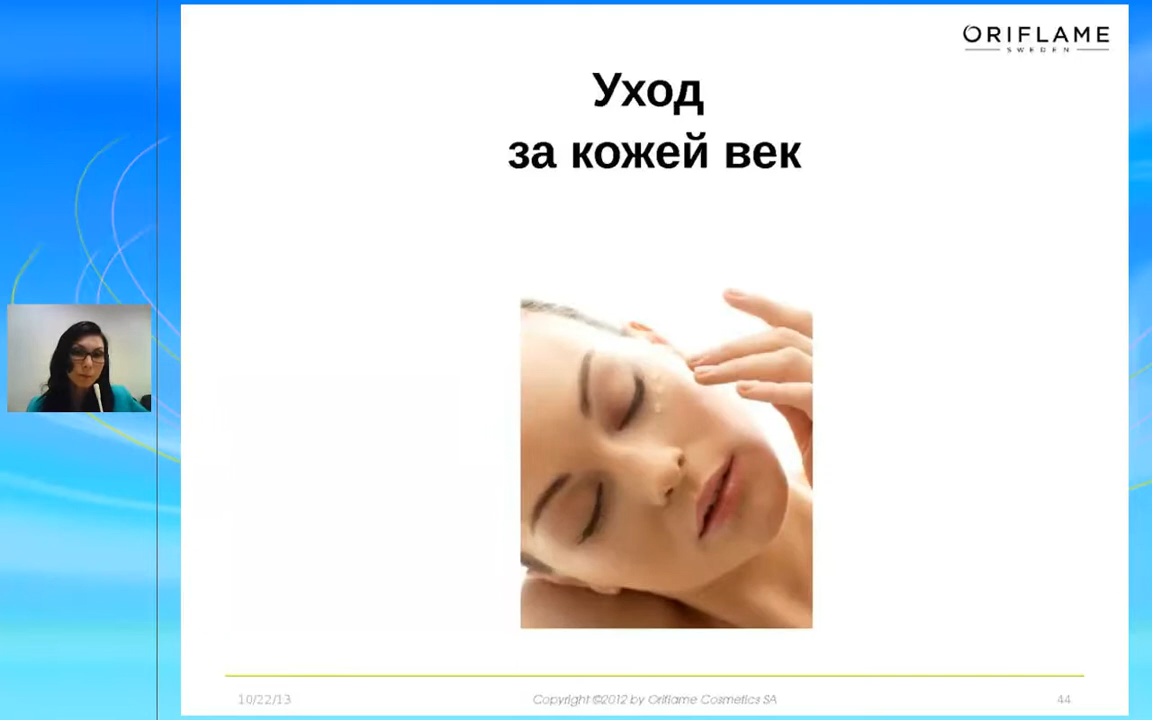 ORIFLAME
SWEDEN
Уход
за кожей век
10/22/13
Copyright ©2012 by Oriflame Cosmetics SA
44